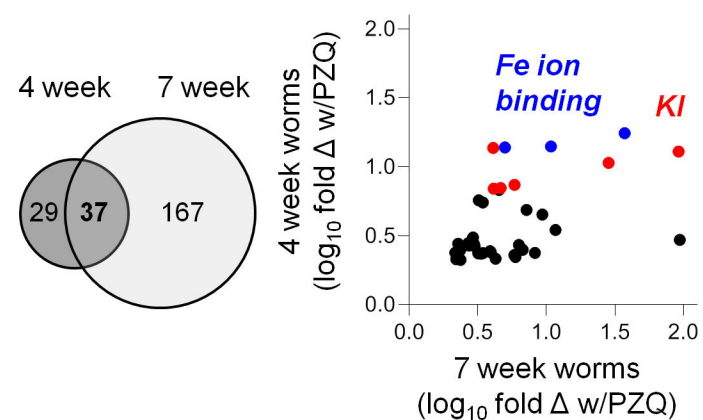 4 week
7 week
29
37
167
4 week worms
(log10 fold Δ w/PZQ)
2.0
1.5
1.0
0.5
0.0
Fe ion
binding
KI
0.0
0.5
1.0
1.5
2.0
7 week worms
(log10 fold Δ w/PZQ)